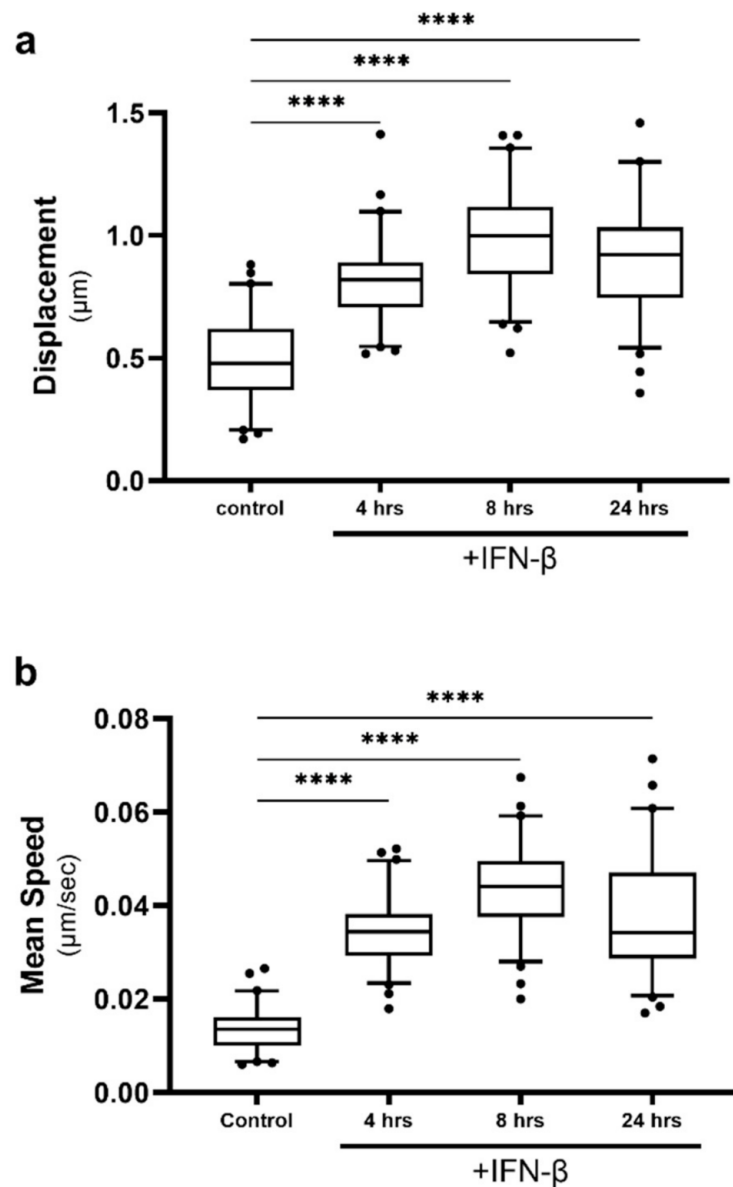 a
****
****
****
1.5
1.0
0.5
0.0
Displacement
(μm)
control 4 hrs 8 hrs 24 hrs
+IFN-β
b
****
****
****
0.08
0.06
0.04
0.02
0.00
Mean Speed
(μm/sec)
Control 4 hrs 8 hrs 24 hrs
+IFN-β